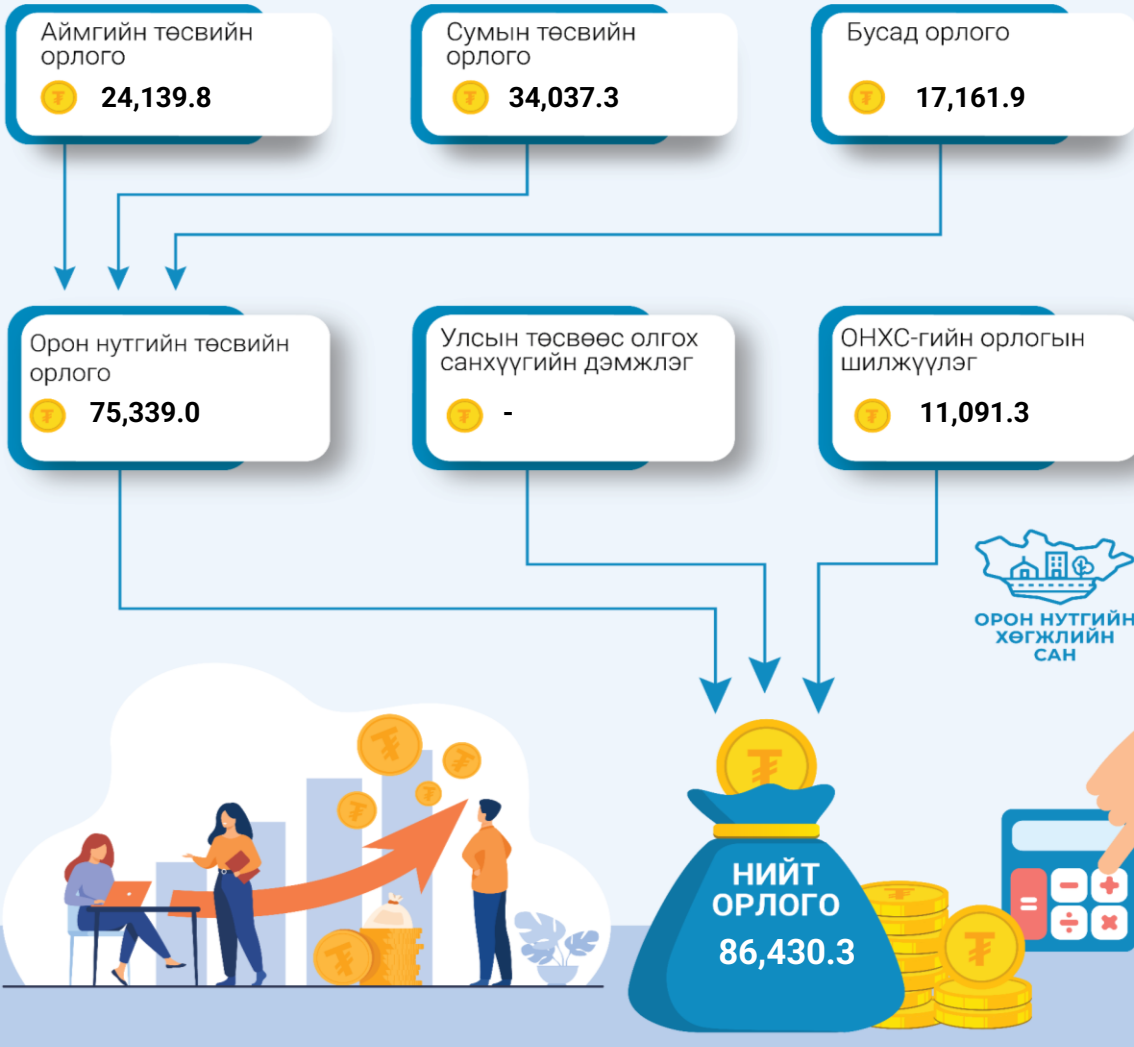 Аймгийн төсвийн
орлого
24,139.8
Сумын төсвийн
орлого
34,037.3
Бусад орлого
17,161.9
Орон нутгийн төсвийн
орлого
75,339.0
Улсын төсвөөс олгох
санхүүгийн дэмжлэг
-
ОНХС-гийн орлогын
шилжүүлэг
11,091.3
ОРОН НУТГИЙН
ХӨГЖЛИЙН
САН
НИЙТ
ОРЛОГО
86,430.3